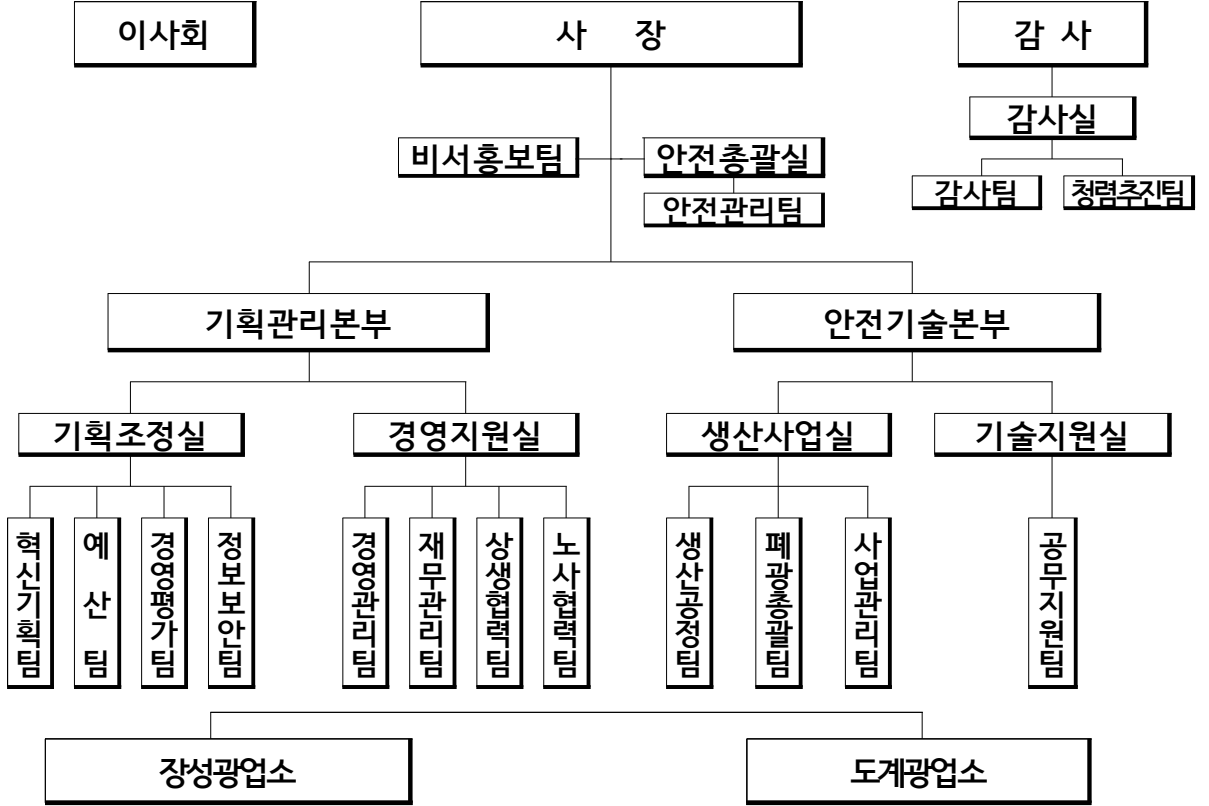 이사회
사 장
감 사
감사실
비서홍보팀
안전총괄실
감사팀
청렴추진팀
안전관리팀
기획관리본부
안전기술본부
기획조정실
경영지원실
생산사업실
기술지원실
혁신기획팀
예산팀
경영평가팀
정보보안팀
경영관리팀
재무관리팀
상생협력팀
노사협력팀
생산공정팀
폐광총괄팀
사업관리팀
공무지원팀
장성광업소
도계광업소